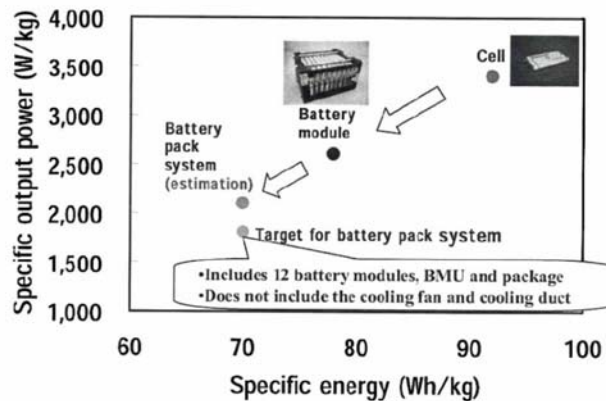 Specific output power (W/kg)
4,000
3,500
3,000
2,500
2,000
1,500
1,000
Cell
Battery
module
Battery
pack
system
(estimation)
Target for battery pack system
•Includes 12 battery modules, BMU and package
•Does not include the cooling fan and cooling duct
60
70
80
90
100
Specific energy (Wh/kg)